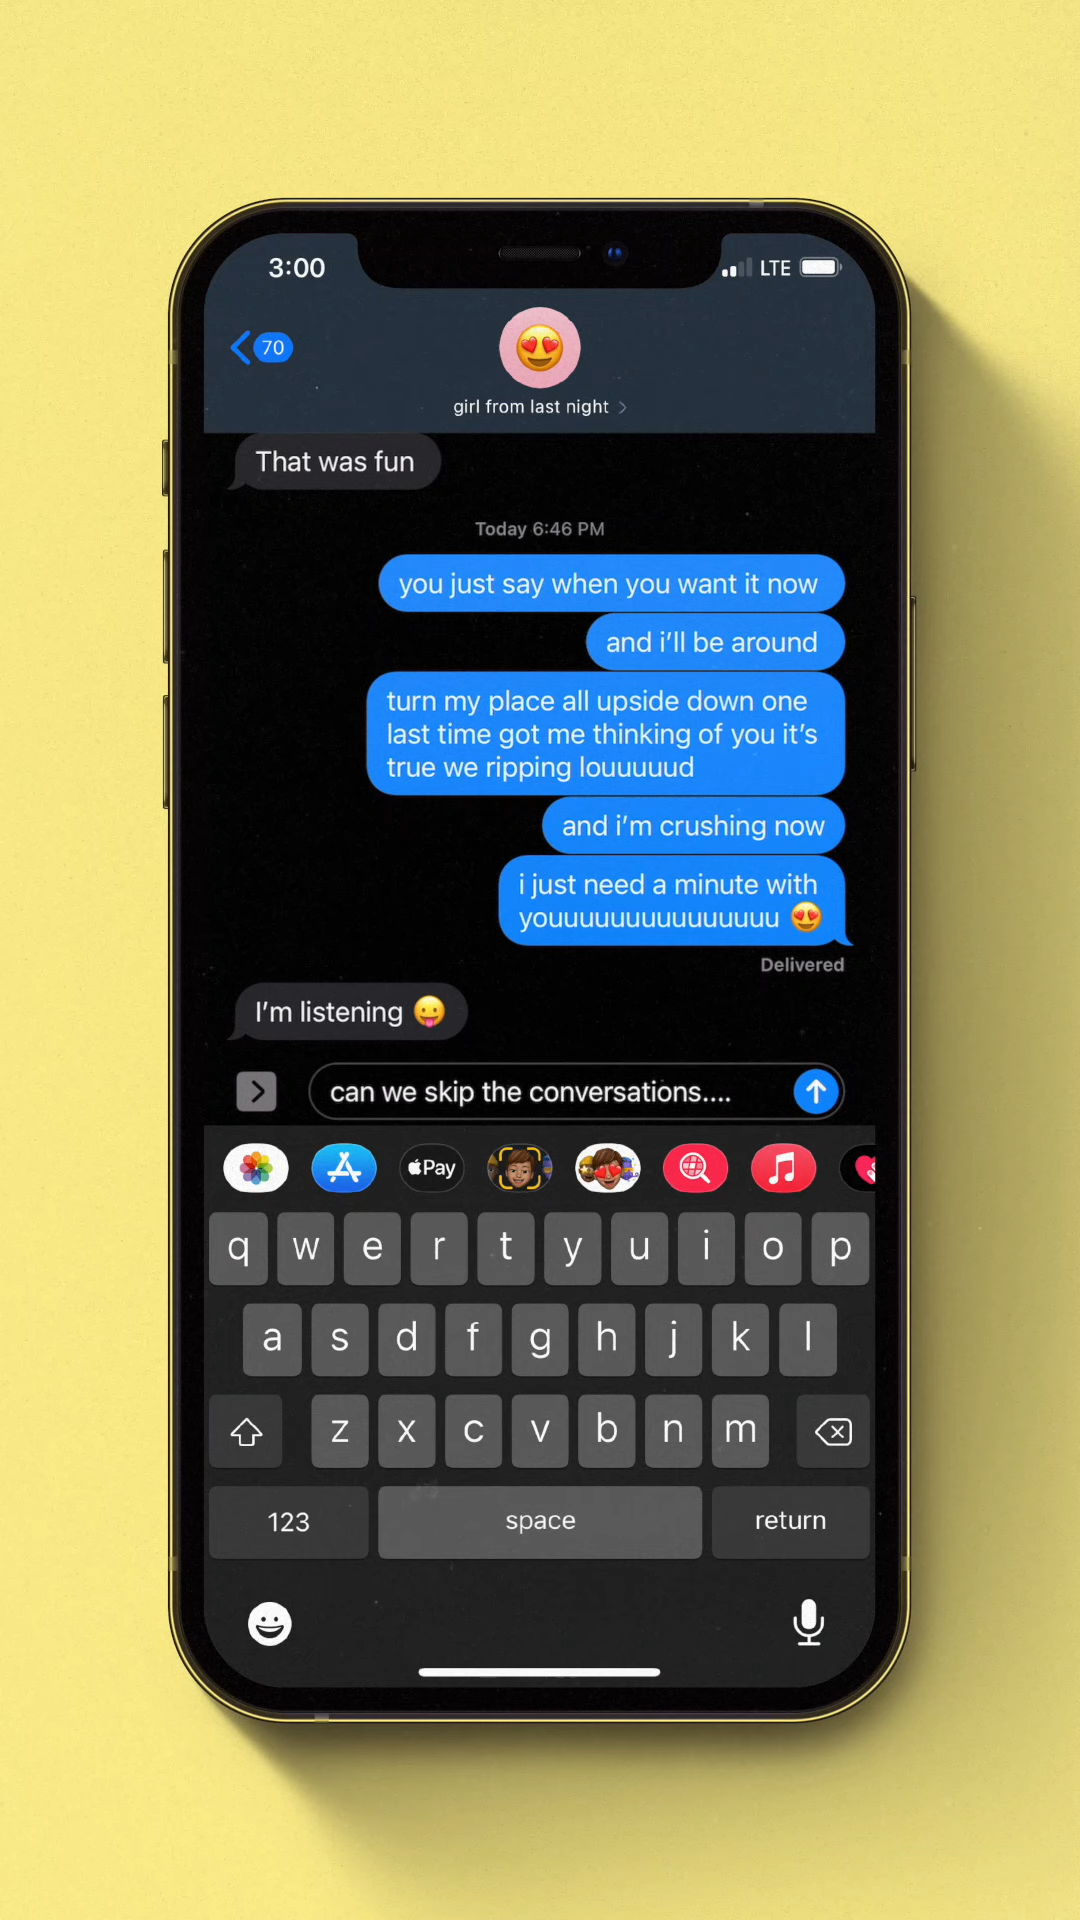 3:00
LTE
70
😍
girl from last night >
That was fun
Today 6:46 PM
you just say when you want it now
and i’ll be around
turn my place all upside down one
last time got me thinking of you it’s
true we ripping louuuuud
and i’m crushing now
i just need a minute with
youuuuuuuuuuuuuuu 😍
Delivered
I’m listening 😛
can we skip the conversations....
Pay
q w e r t y u i o p
a s d f g h j k l
z x c v b n m
123 space return